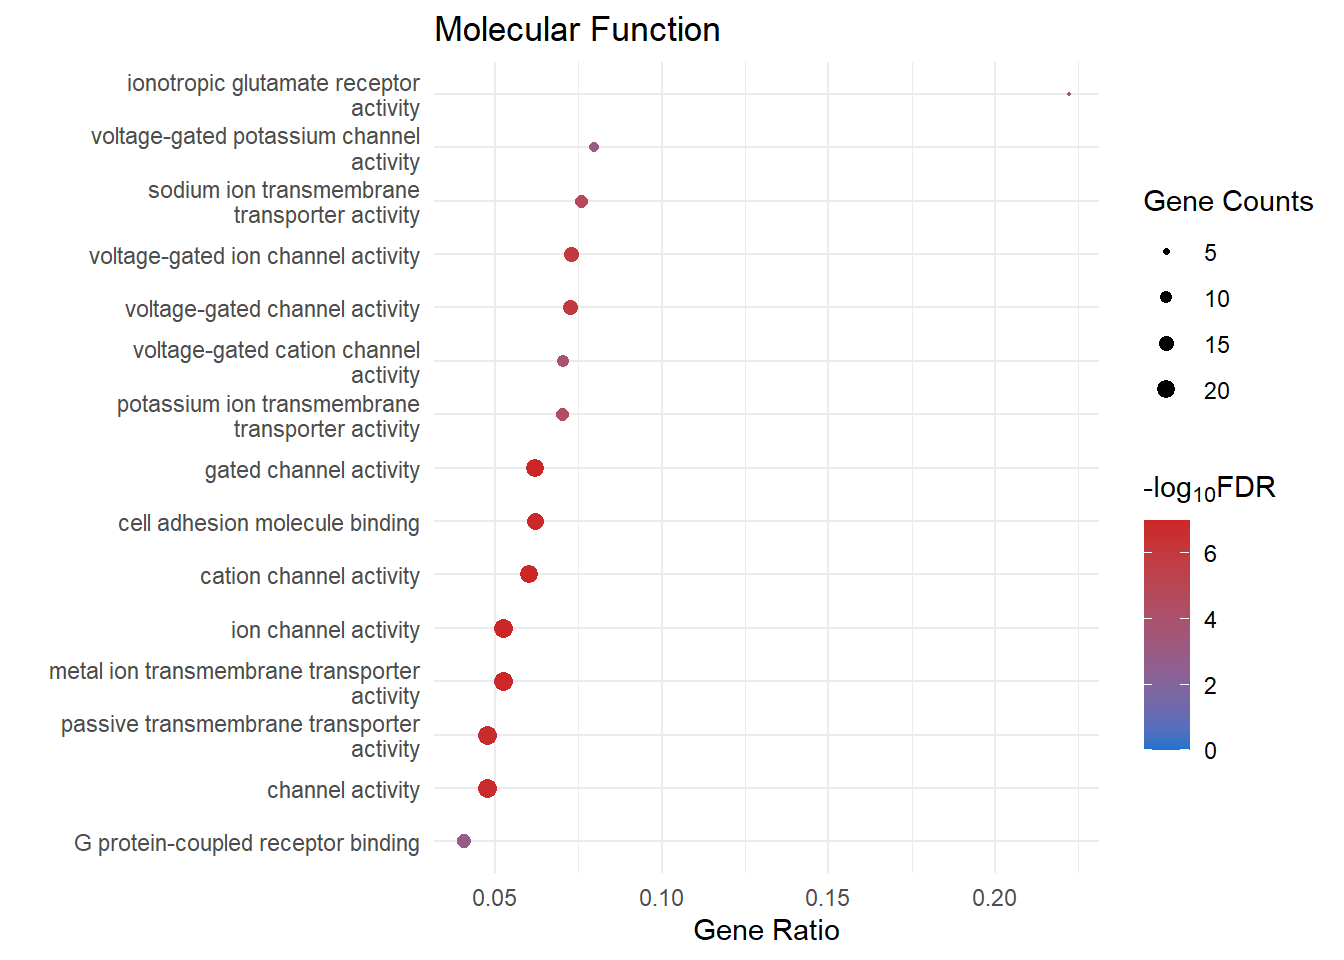 Molecular Function
ionotropic glutamate receptor
activity
voltage-gated potassium channel
activity
sodium ion transmembrane
transporter activity
voltage-gated ion channel activity
voltage-gated channel activity
voltage-gated cation channel
activity
potassium ion transmembrane
transporter activity
gated channel activity
cell adhesion molecule binding
cation channel activity
ion channel activity
metal ion transmembrane transporter
activity
passive transmembrane transporter
activity
channel activity
G protein-coupled receptor binding
0.05 0.10 0.15 0.20
Gene Ratio
Gene Counts
5
10
15
20
-log₁₀FDR
6
4
2
0